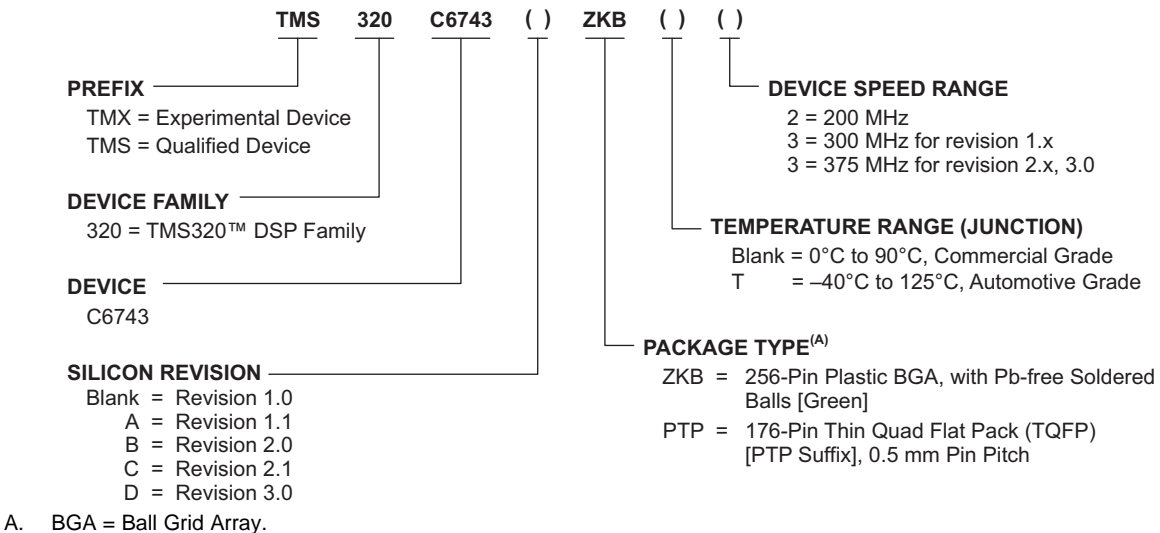 TMS 320 C6743 ( ) ZKB ( ) ( )
PREFIX
TMX = Experimental Device
TMS = Qualified Device
DEVICE FAMILY
320 = TMS320™ DSP Family
DEVICE
C6743
SILICON REVISION
Blank = Revision 1.0
A = Revision 1.1
B = Revision 2.0
C = Revision 2.1
D = Revision 3.0
DEVICE SPEED RANGE
2 = 200 MHz
3 = 300 MHz for revision 1.x
3 = 375 MHz for revision 2.x, 3.0
TEMPERATURE RANGE (JUNCTION)
Blank = 0°C to 90°C, Commercial Grade
T = –40°C to 125°C, Automotive Grade
PACKAGE TYPE(A)
ZKB = 256-Pin Plastic BGA, with Pb-free Soldered
Balls [Green]
PTP = 176-Pin Thin Quad Flat Pack (TQFP)
[PTP Suffix], 0.5 mm Pin Pitch
A. BGA = Ball Grid Array.